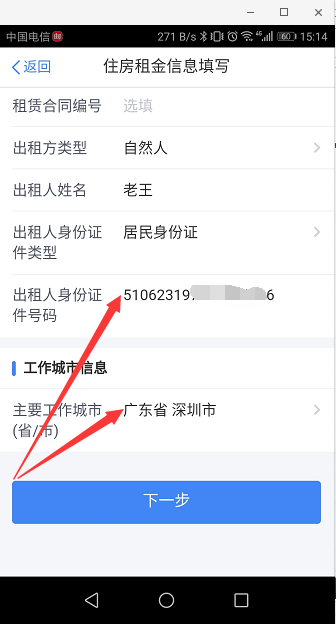 中国电信 271 B/s 4G 60 15:14
返回 住房租金信息填写
租赁合同编号 选填
出租方类型 自然人
出租人姓名 老王
出租人身份证 居民身份证
件类型
出租人身份证 51062319 6
件号码
工作城市信息
主要工作城市 广东省 深圳市
(省/市)
下一步